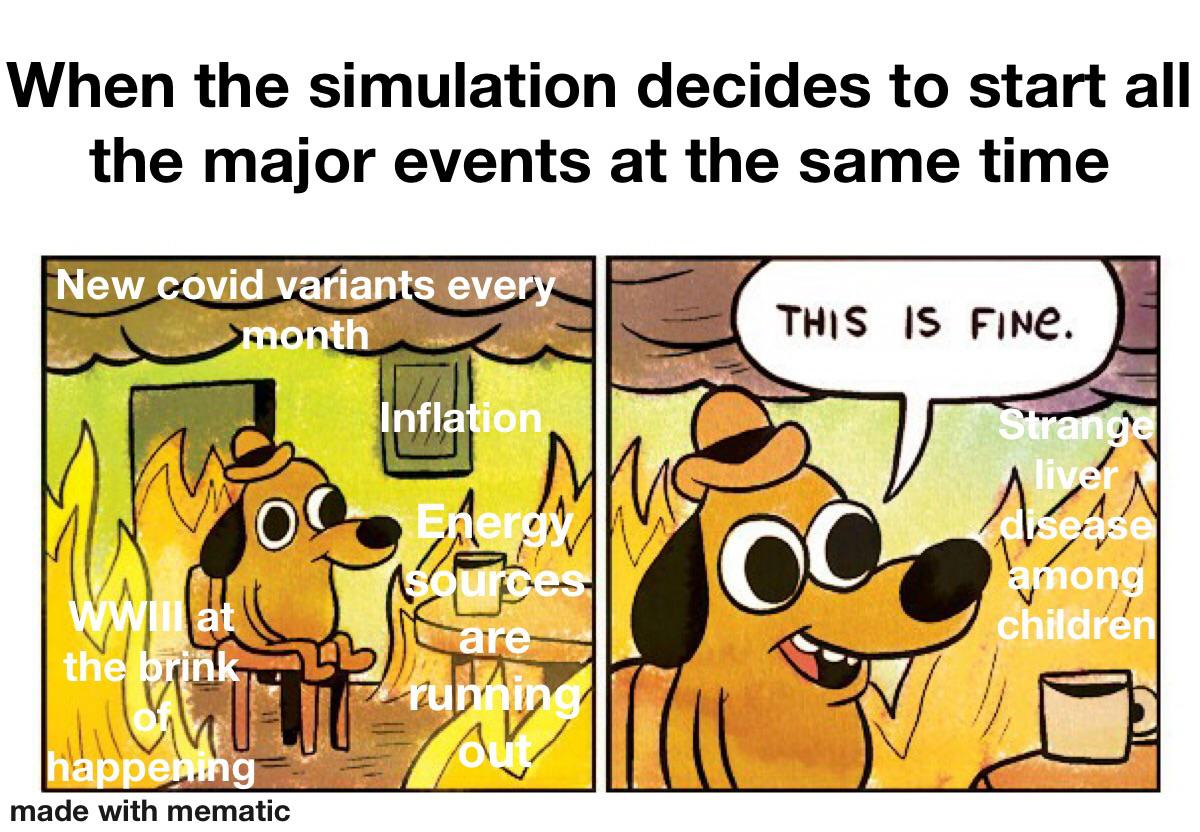 When the simulation decides to start all
the major events at the same time
New covid variants every
month
Inflation
Energy
sources
are
running
out
WWIII at
the brink
of
happening
THIS IS FINE.
Strange
liver
disease
among
children
made with mematic